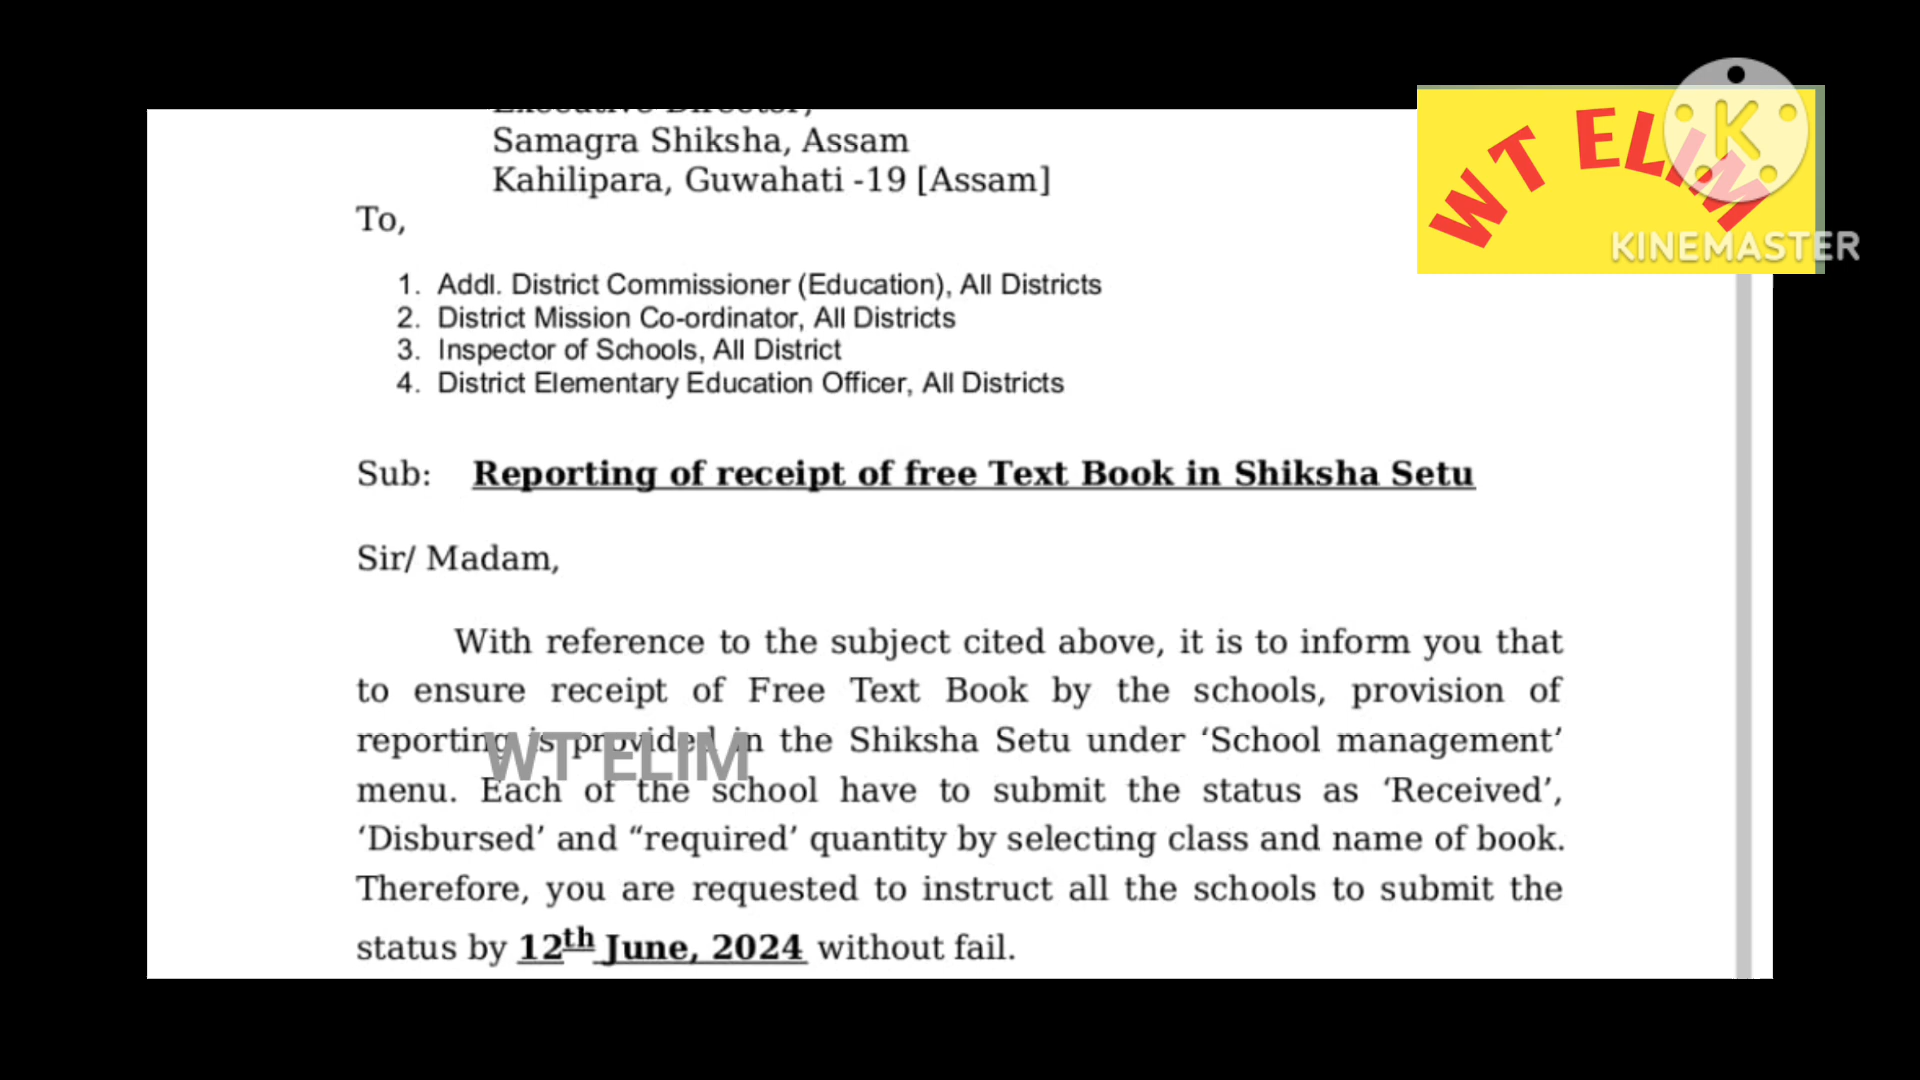 Executive Director,
Samagra Shiksha, Assam
Kahilipara, Guwahati -19 [Assam]
To,
1. Addl. District Commissioner (Education), All Districts
2. District Mission Co-ordinator, All Districts
3. Inspector of Schools, All District
4. District Elementary Education Officer, All Districts
Sub: Reporting of receipt of free Text Book in Shiksha Setu
Sir/ Madam,
With reference to the subject cited above, it is to inform you that
to ensure receipt of Free Text Book by the schools, provision of
reporting is provided in the Shiksha Setu under ‘School management’
menu. Each of the school have to submit the status as ‘Received’,
‘Disbursed’ and “required’ quantity by selecting class and name of book.
Therefore, you are requested to instruct all the schools to submit the
status by 12th June, 2024 without fail.
WT ELIM
WT ELIM
K
KINEMASTER